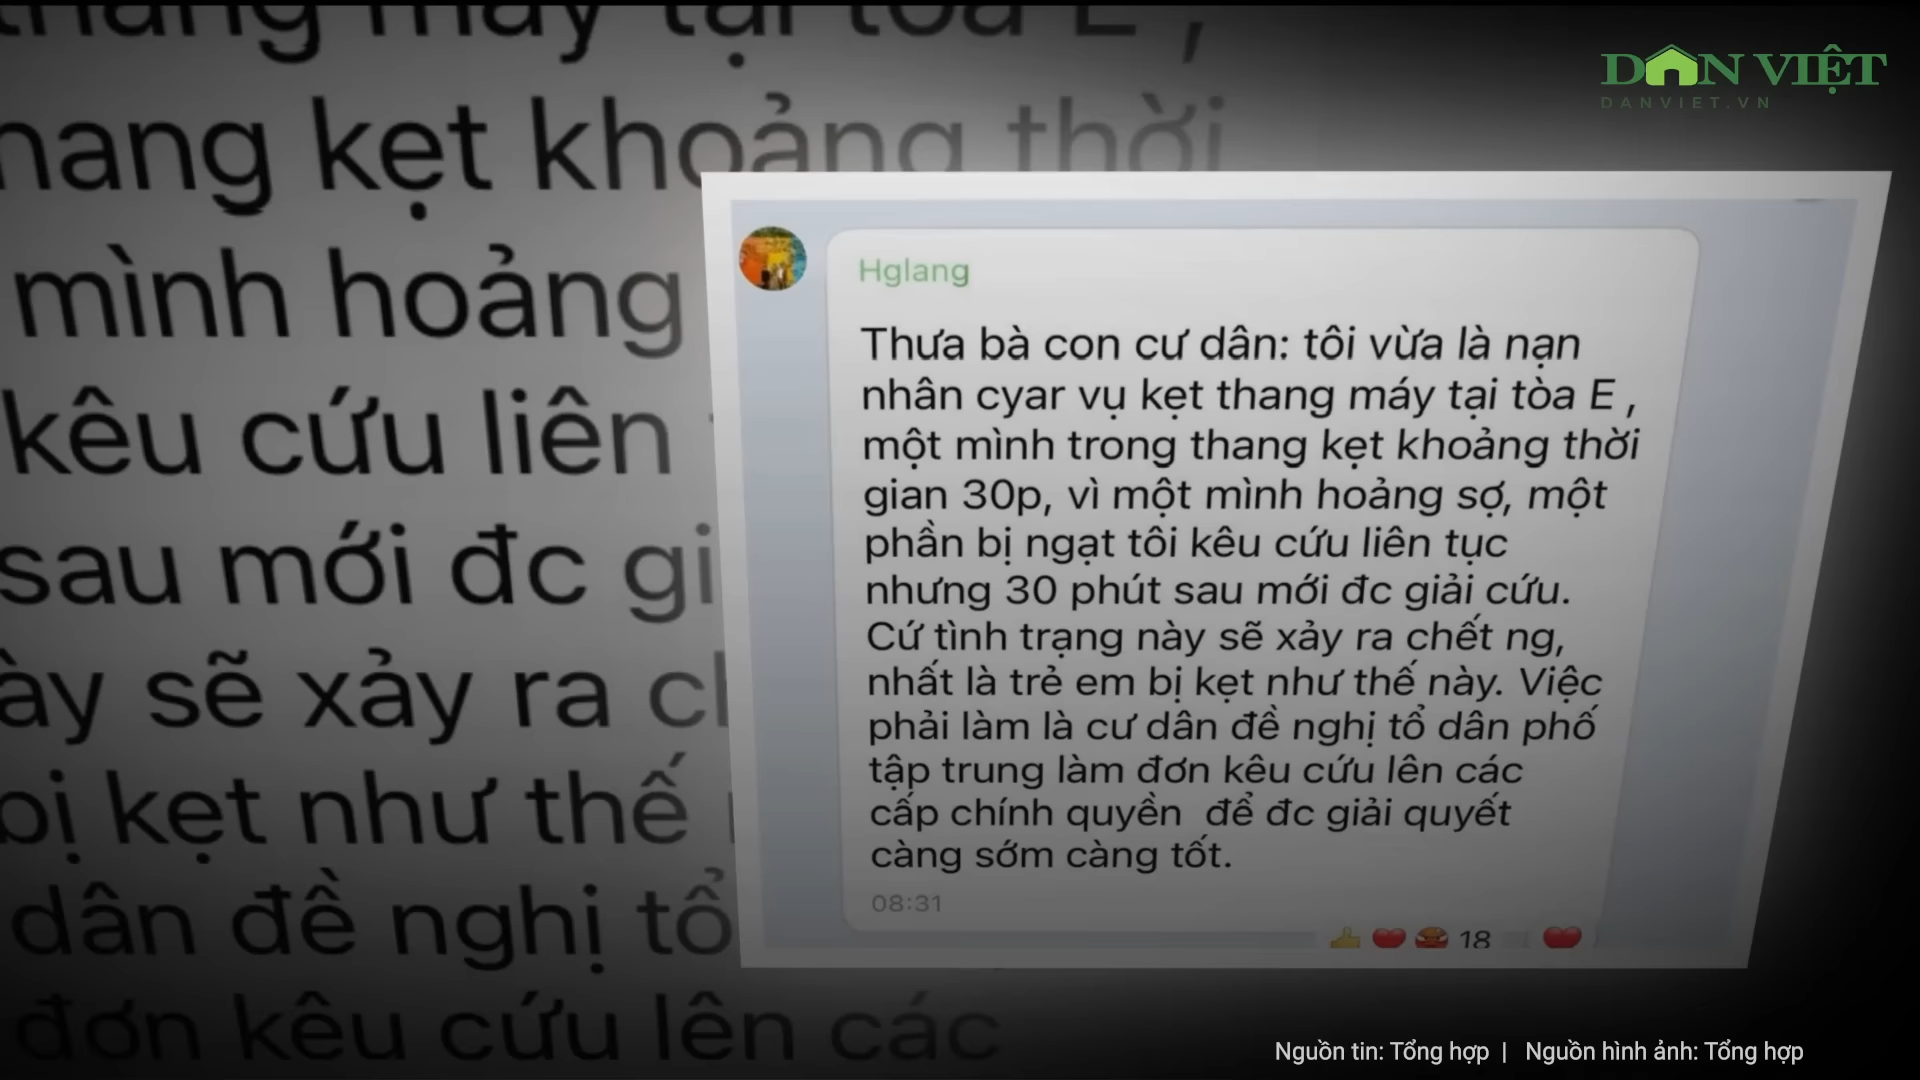 DÂN VIỆT
DANVIET.VN
thang máy tại tòa E ,
kẹt khoảng thời
mình hoảng
kêu cứu liên
sau mới đc
sẽ xảy ra
bị kẹt như thế
dân đề nghị tổ
đơn kêu cứu lên các
Hglang
Thưa bà con cư dân: tôi vừa là nạn
nhân cyar vụ kẹt thang máy tại tòa E ,
một mình trong thang kẹt khoảng thời
gian 30p, vì một mình hoảng sợ, một
phần bị ngạt tôi kêu cứu liên tục
nhưng 30 phút sau mới đc giải cứu.
Cứ tình trạng này sẽ xảy ra chết ng,
nhất là trẻ em bị kẹt như thế này. Việc
phải làm là cư dân đề nghị tổ dân phố
tập trung làm đơn kêu cứu lên các
cấp chính quyền để đc giải quyết
càng sớm càng tốt.
08:31
18
Nguồn tin: Tổng hợp | Nguồn hình ảnh: Tổng hợp